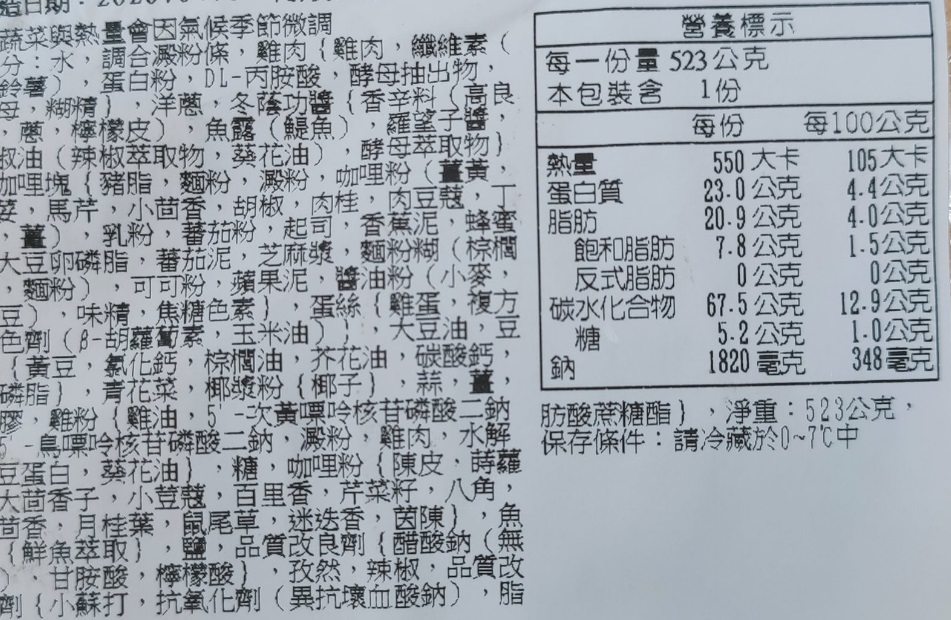 蔬菜與熱量會因氣候季節微調
分：水，調合澱粉條，雞肉{雞肉，纖維素（
鈴薯），蛋白粉，DL-丙胺酸，酵母抽出物，
母，糊精}，洋蔥，冬蔭功醬{香辛料（高良
，蔥，檸檬皮），魚露（鯷魚），羅望子醬，
椒油（辣椒萃取物，葵花油），酵母萃取物}
咖哩塊{豬脂，麵粉，澱粉，咖哩粉（薑黃，
荽，馬芹，小茴香，胡椒，肉桂，肉豆蔻，丁
，薑），乳粉，蕃茄粉，起司，香蕉泥，蜂蜜
大豆卵磷脂，蕃茄泥，芝麻漿，麵粉糊（棕櫚
，麵粉），可可粉，蘋果泥，醬油粉（小麥，
豆），味精，焦糖色素}，蛋絲{雞蛋，複方
色劑（β-胡蘿蔔素，玉米油）}，大豆油，豆
{黃豆，氯化鈣，棕櫚油，芥花油，碳酸鈣，
磷脂}，青花菜，椰漿粉{椰子}，蒜，薑，
膠，雞粉{雞油，5'-次黃嘌呤核苷磷酸二鈉
5'-鳥嘌呤核苷磷酸二鈉，澱粉，雞肉，水解
豆蛋白，葵花油}，糖，咖哩粉{陳皮，蒔蘿
大茴香子，小荳蔻，百里香，芹菜籽，八角，
茴香，月桂葉，鼠尾草，迷迭香，茵陳}，魚
{鮮魚萃取}，鹽，品質改良劑{醋酸鈉（無
），甘胺酸，檸檬酸}，孜然，辣椒，品質改
劑{小蘇打，抗氧化劑（異抗壞血酸鈉），脂
營養標示
每一份量 523公克
本包裝含 1份
每份 每100公克
熱量 550大卡 105大卡
蛋白質 23.0公克 4.4公克
脂肪 20.9公克 4.0公克
飽和脂肪 7.8公克 1.5公克
反式脂肪 0公克 0公克
碳水化合物 67.5公克 12.9公克
糖 5.2公克 1.0公克
鈉 1820毫克 348毫克
肪酸蔗糖酯}，淨重：523公克，
保存條件：請冷藏於0~7℃中